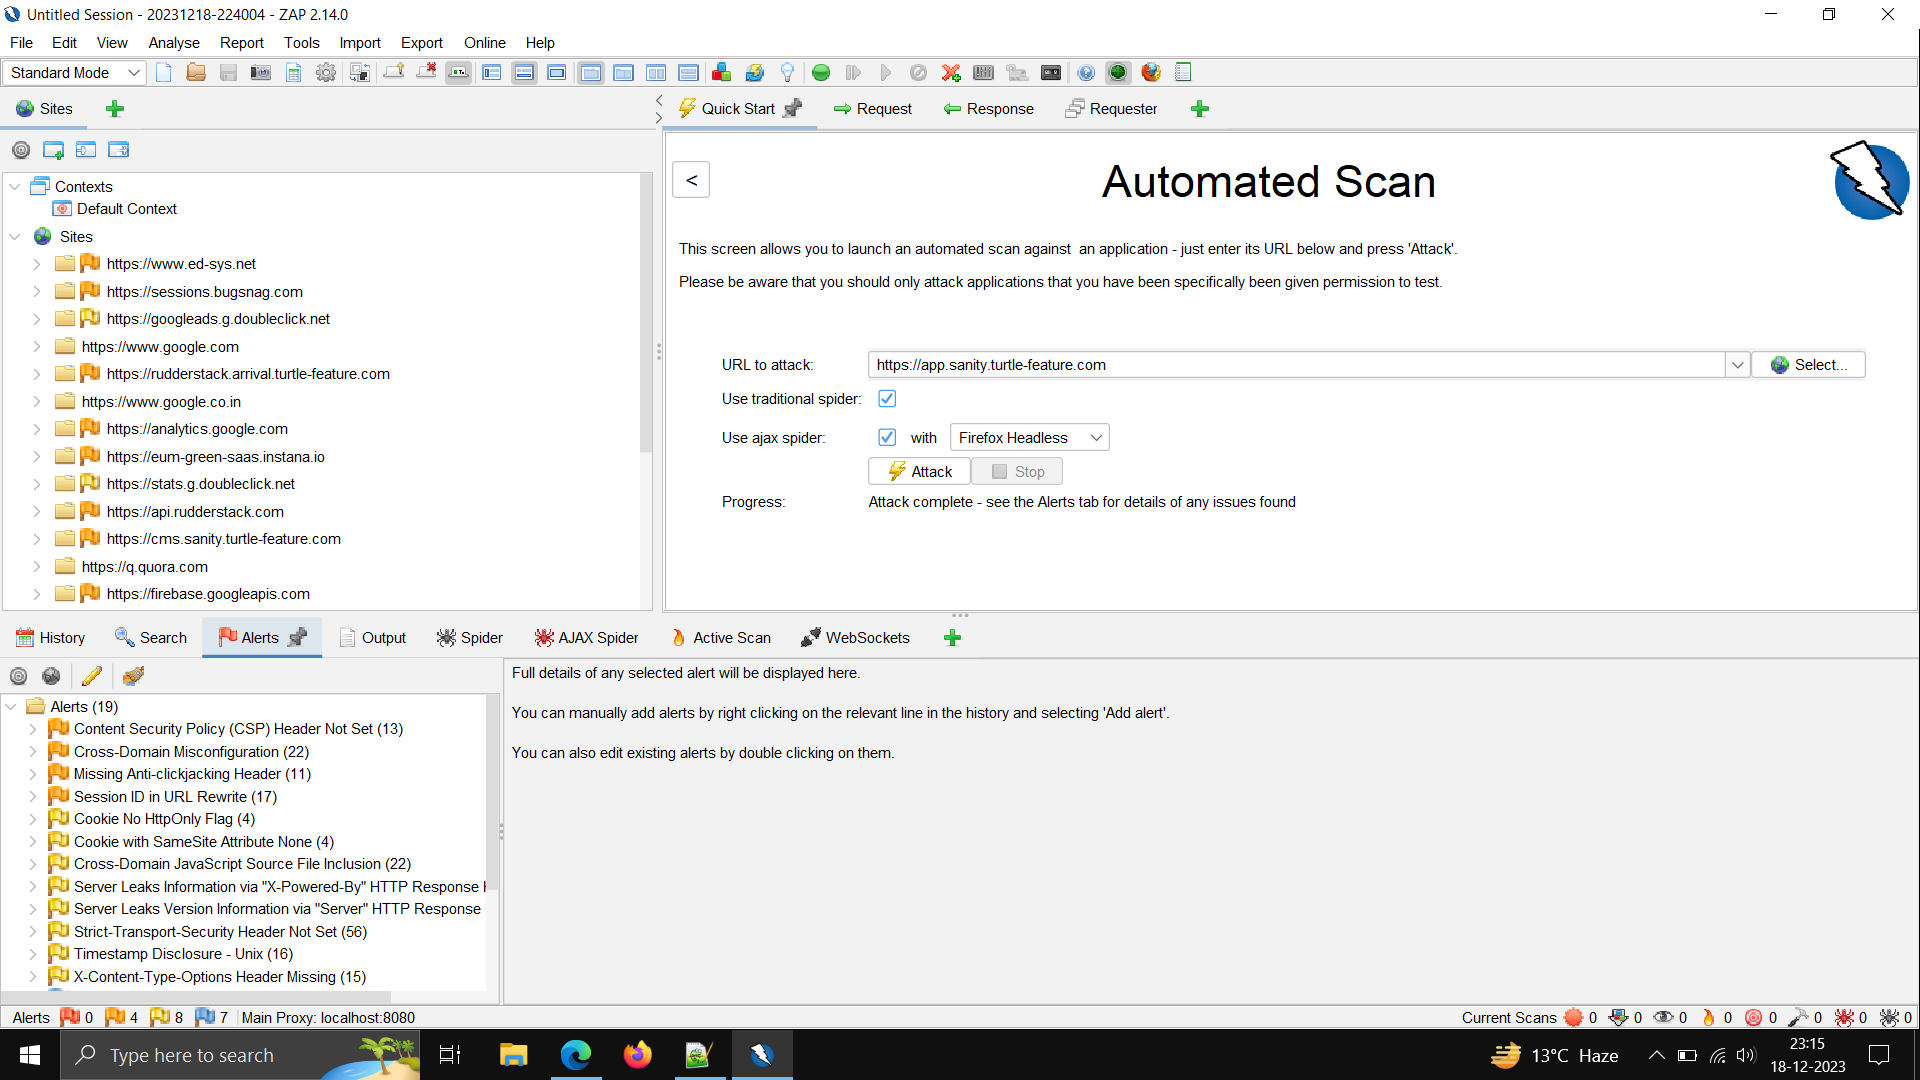 Untitled Session - 20231218-224004 - ZAP 2.14.0
File Edit View Analyse Report Tools Import Export Online Help
Standard Mode
Sites
Quick Start Request Response Requester
<
Automated Scan
This screen allows you to launch an automated scan against an application - just enter its URL below and press 'Attack'.
Please be aware that you should only attack applications that you have been specifically been given permission to test.
URL to attack: https://app.sanity.turtle-feature.com Select...
Use traditional spider:
Use ajax spider: with Firefox Headless
Attack Stop
Progress: Attack complete - see the Alerts tab for details of any issues found
Contexts
Default Context
Sites
https://www.ed-sys.net
https://sessions.bugsnag.com
https://googleads.g.doubleclick.net
https://www.google.com
https://rudderstack.arrival.turtle-feature.com
https://www.google.co.in
https://analytics.google.com
https://eum-green-saas.instana.io
https://stats.g.doubleclick.net
https://api.rudderstack.com
https://cms.sanity.turtle-feature.com
https://q.quora.com
https://firebase.googleapis.com
History Search Alerts Output Spider AJAX Spider Active Scan WebSockets
Alerts (19)
Content Security Policy (CSP) Header Not Set (13)
Cross-Domain Misconfiguration (22)
Missing Anti-clickjacking Header (11)
Session ID in URL Rewrite (17)
Cookie No HttpOnly Flag (4)
Cookie with SameSite Attribute None (4)
Cross-Domain JavaScript Source File Inclusion (22)
Server Leaks Information via "X-Powered-By" HTTP Response
Server Leaks Version Information via "Server" HTTP Response
Strict-Transport-Security Header Not Set (56)
Timestamp Disclosure - Unix (16)
X-Content-Type-Options Header Missing (15)
Full details of any selected alert will be displayed here.
You can manually add alerts by right clicking on the relevant line in the history and selecting 'Add alert'.
You can also edit existing alerts by double clicking on them.
Alerts 0 4 8 7 Main Proxy: localhost:8080 Current Scans 0 0 0 0 0 0 0 0
Type here to search
13°C Haze
23:15
18-12-2023